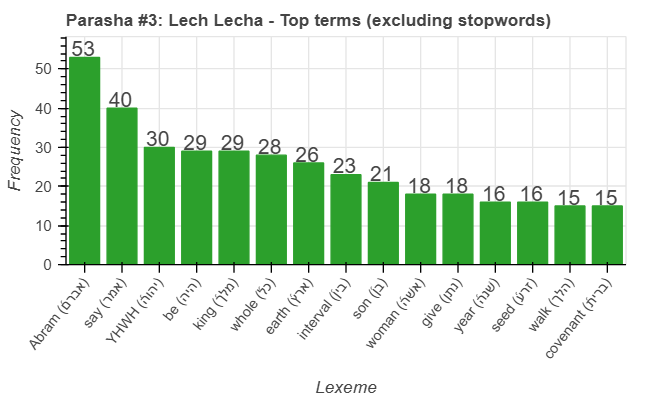 Parasha #3: Lech Lecha - Top terms (excluding stopwords)
Frequency
50
40
30
20
10
0
53
40
30
29
29
28
26
23
21
18
18
16
16
15
15
Abram (אברם)
say (אמר)
YHWH (יהוה)
be (היה)
king (מלך)
whole (כל)
earth (ארץ)
interval (בין)
son (בן)
woman (אשה)
give (נתן)
year (שנה)
seed (זרע)
walk (הלך)
covenant (ברית)
Lexeme